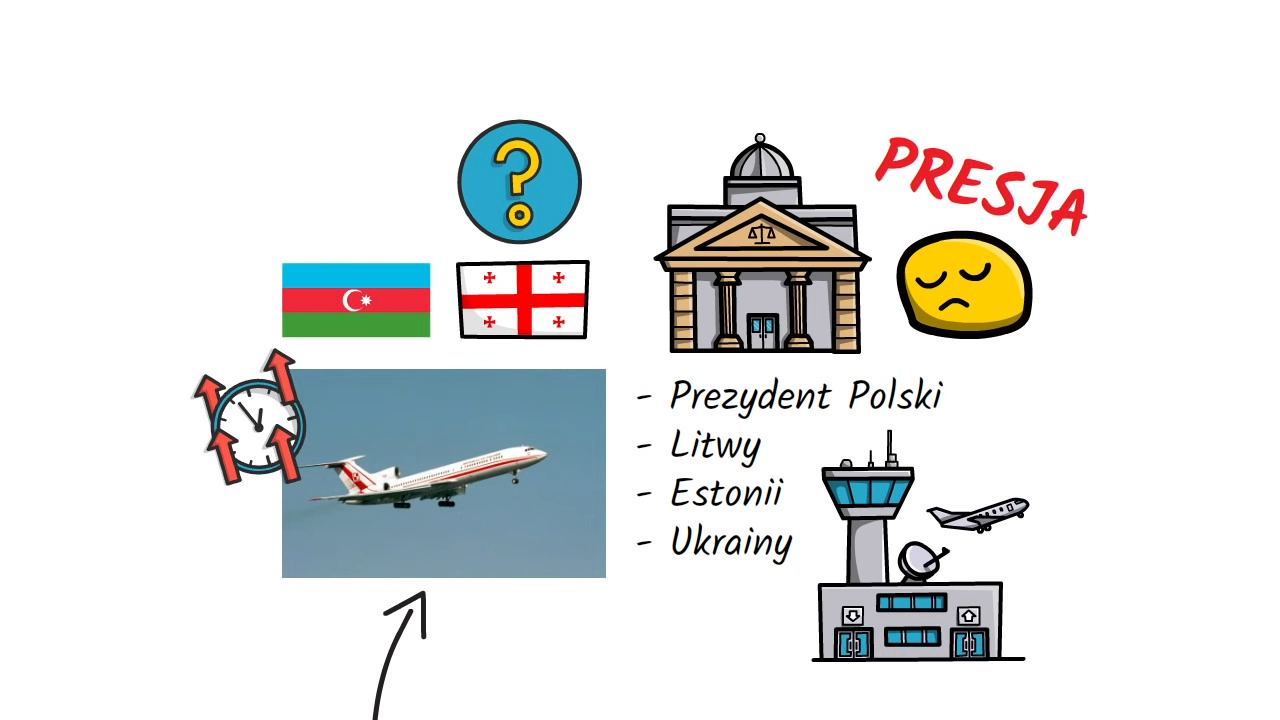 PRESJA
- Prezydent Polski
- Litwy
- Estonii
- Ukrainy